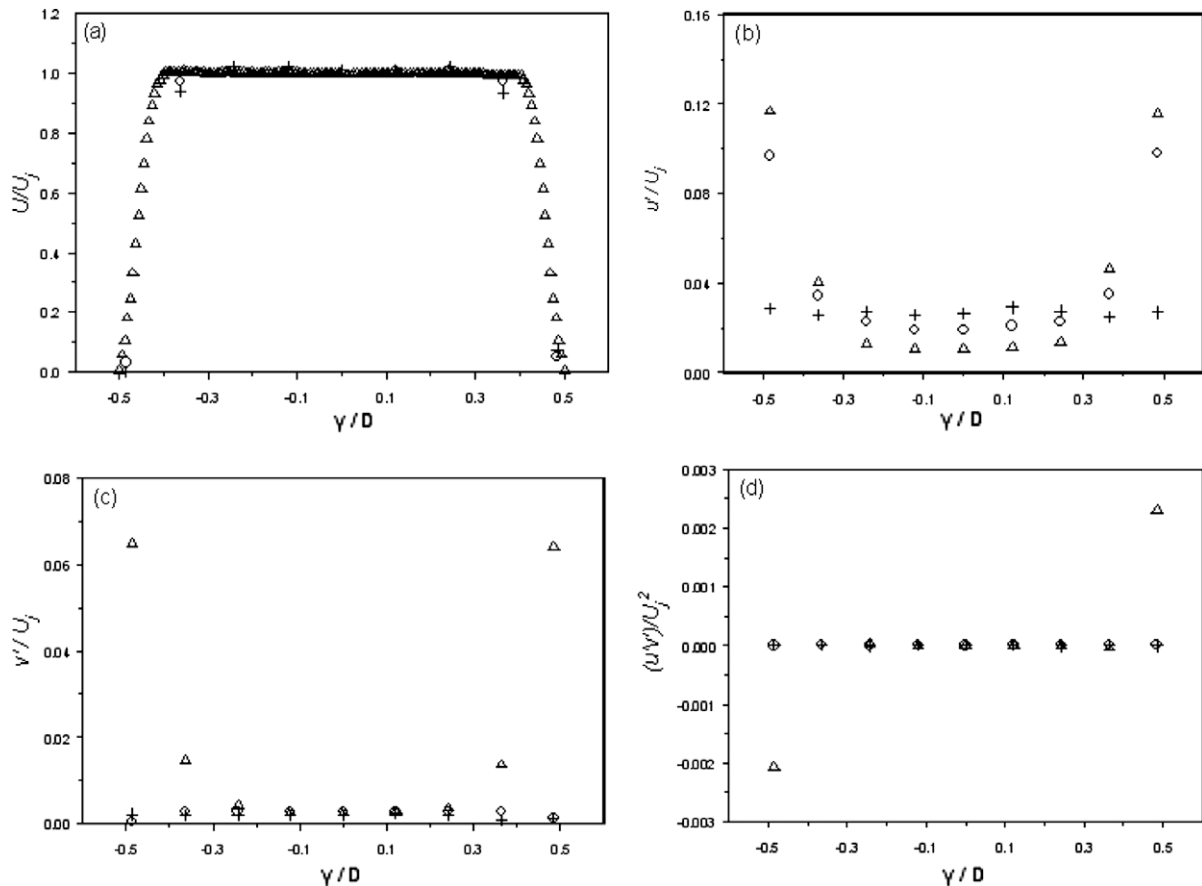 (a)
1.2
1.0
0.8
0.6
0.4
0.2
0.0
U/Uj
-0.5 -0.3 -0.1 0.1 0.3 0.5
Y / D
(b)
0.16
0.12
0.08
0.04
0.00
u' / Uj
-0.5 -0.3 -0.1 0.1 0.3 0.5
Y / D
(c)
0.08
0.06
0.04
0.02
0.00
v' / Uj
-0.5 -0.3 -0.1 0.1 0.3 0.5
Y / D
(d)
0.003
0.002
0.001
0.000
-0.001
-0.002
-0.003
(u'v')/Uj²
-0.5 -0.3 -0.1 0.1 0.3 0.5
Y / D